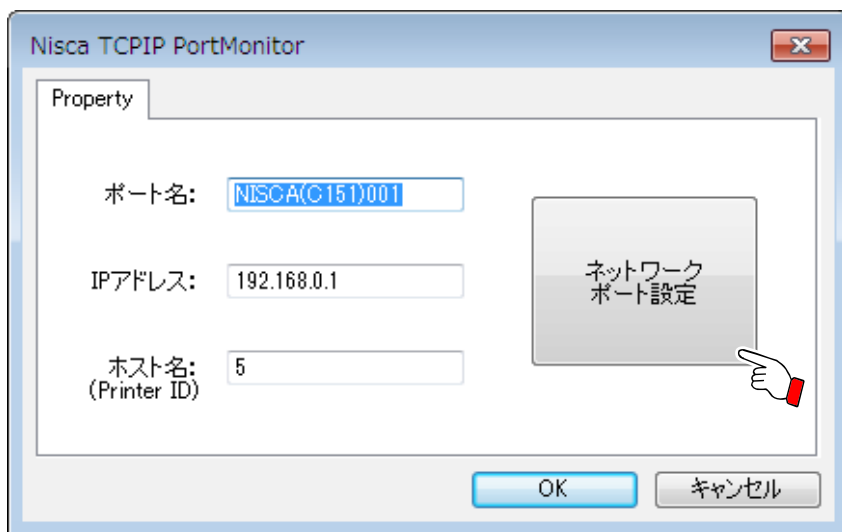 Nisca TCPIP PortMonitor
Property
ポート名:
NISCA(C151)001
IPアドレス:
192.168.0.1
ホスト名:
(Printer ID)
5
ネットワーク
ポート設定
OK
キャンセル